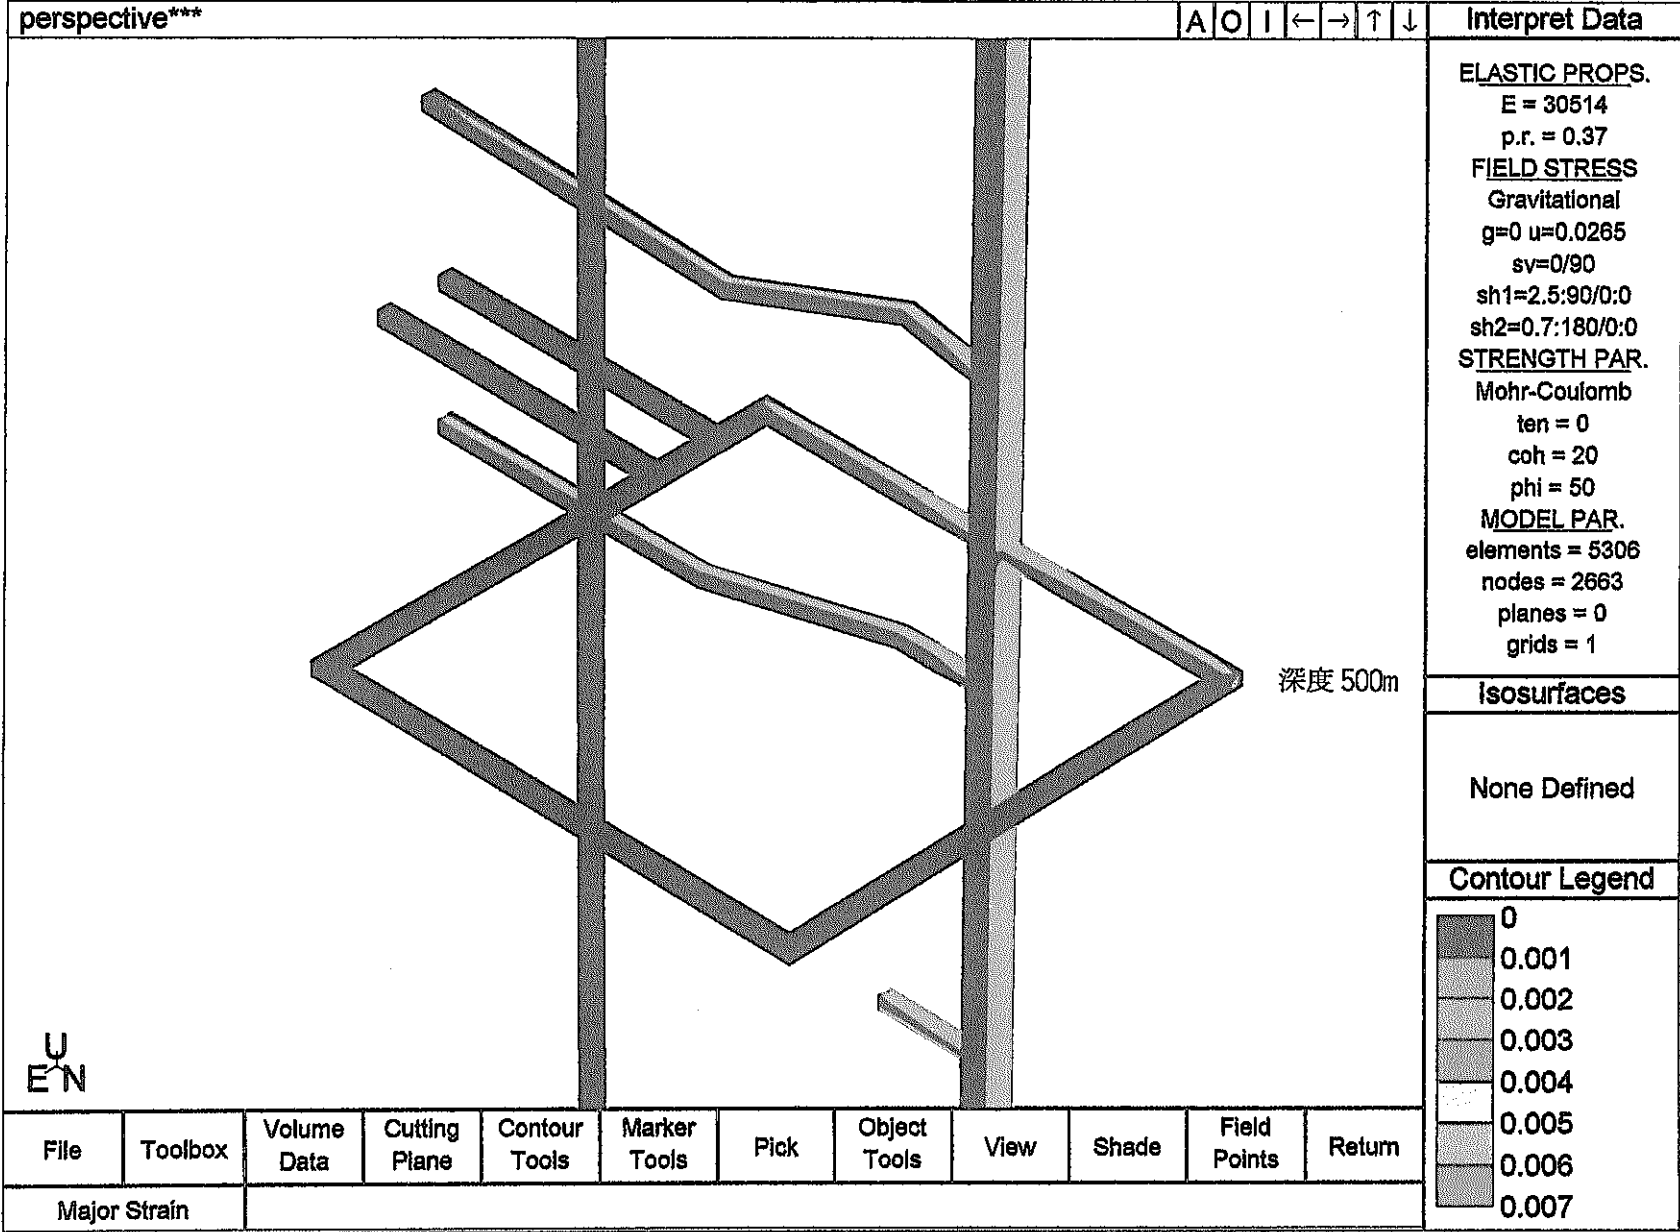 perspective***
A O I ← → ↑ ↓
Interpret Data
ELASTIC PROPS.
E = 30514
p.r. = 0.37
FIELD STRESS
Gravitational
g=0 u=0.0265
sv=0/90
sh1=2.5:90/0:0
sh2=0.7:180/0:0
STRENGTH PAR.
Mohr-Coulomb
ten = 0
coh = 20
phi = 50
MODEL PAR.
elements = 5306
nodes = 2663
planes = 0
grids = 1
Isosurfaces
None Defined
Contour Legend
0
0.001
0.002
0.003
0.004
0.005
0.006
0.007
深度 500m
U
E N
File
Toolbox
Volume
Data
Cutting
Plane
Contour
Tools
Marker
Tools
Pick
Object
Tools
View
Shade
Field
Points
Return
Major Strain